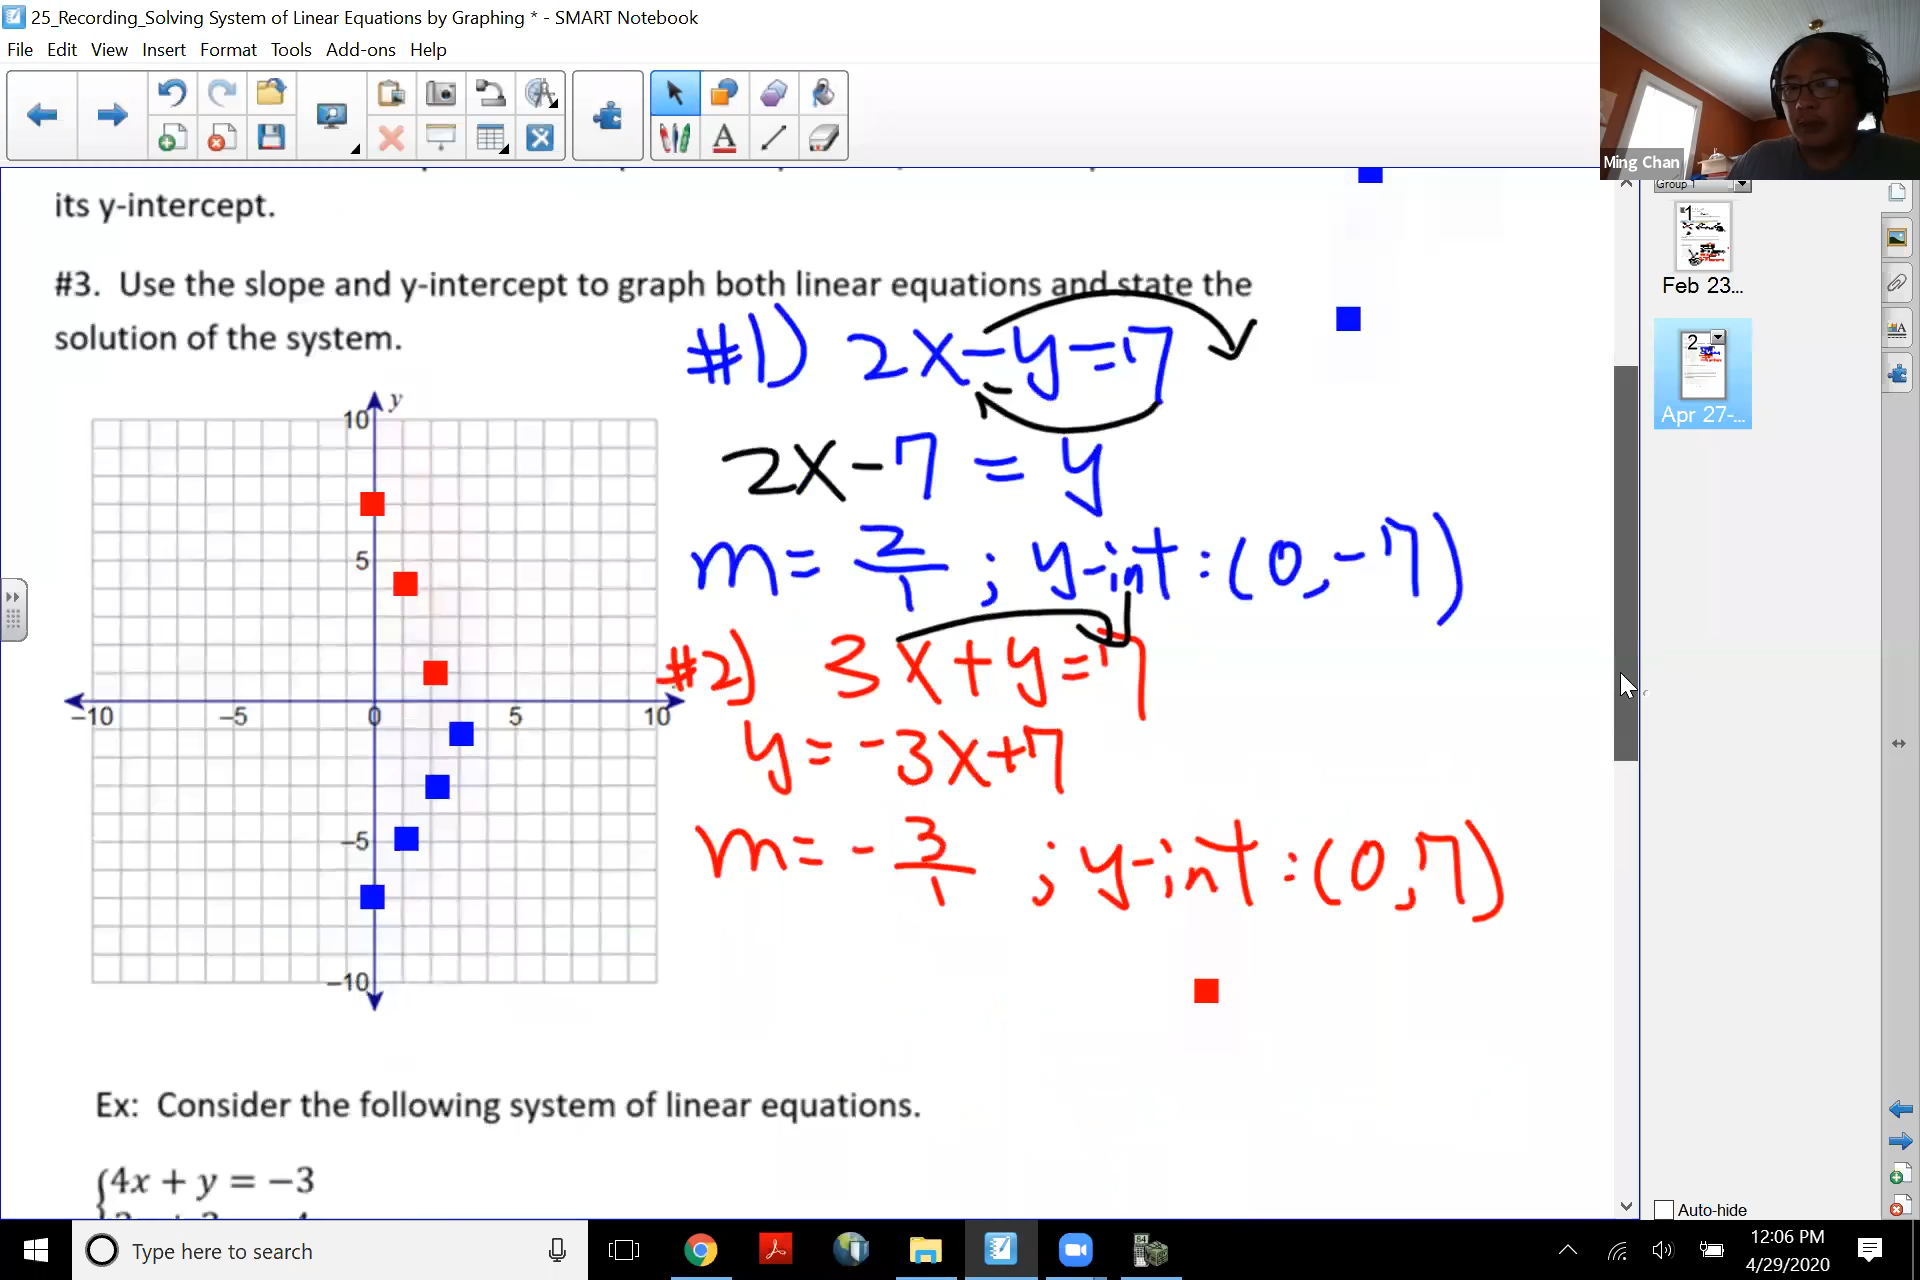 25_Recording_Solving System of Linear Equations by Graphing * - SMART Notebook
File Edit View Insert Format Tools Add-ons Help
Ming Chan
Group 1
its y-intercept.
#3. Use the slope and y-intercept to graph both linear equations and state the
solution of the system.
#1) 2x-y=7
2x-7 = y
m = 2/1 ; y-int : (0,-7)
#2) 3x+y=7
y = -3x+7
m = -3/1 ; y-int : (0,7)
y
10
5
-10 -5 0 5 10
-5
-10
Ex: Consider the following system of linear equations.
4x + y = −3
1
Feb 23...
2
Apr 27-...
Auto-hide
Type here to search
12:06 PM
4/29/2020